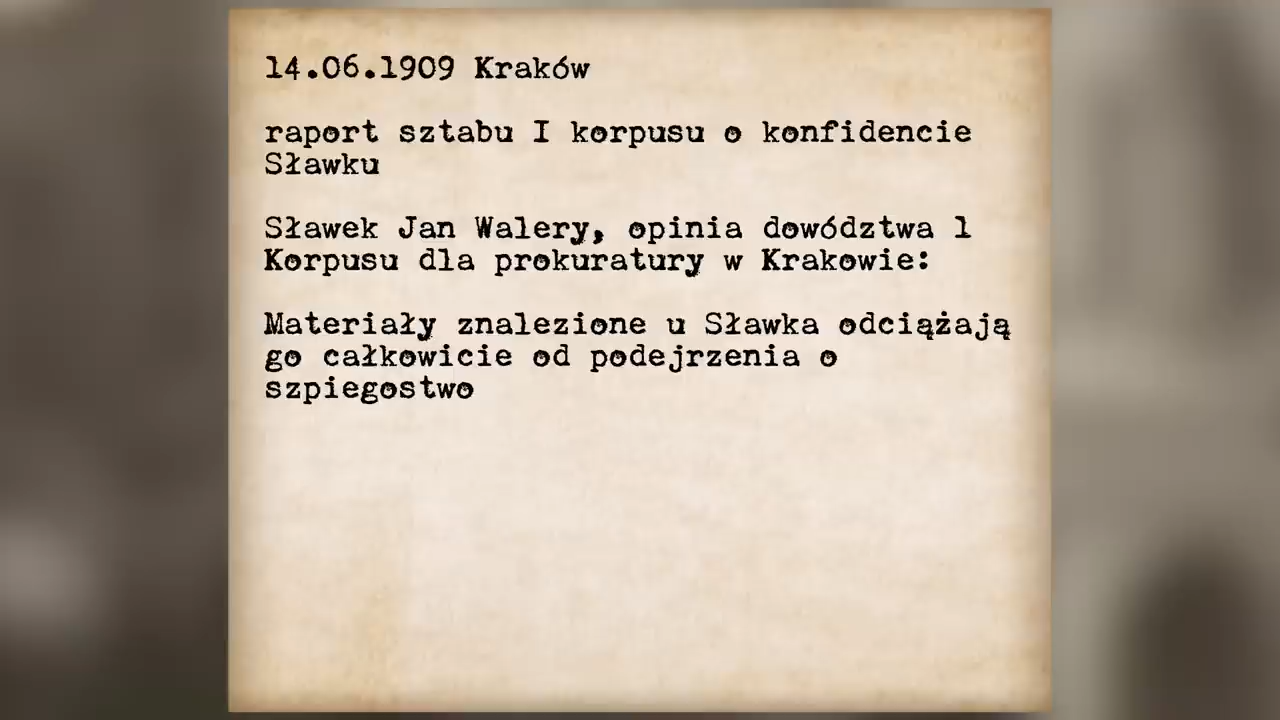 14.06.1909 Kraków
raport sztabu I korpusu o konfidencie
Sławku
Sławek Jan Walery, opinia dowództwa 1
Korpusu dla prokuratury w Krakowie:
Materiały znalezione u Sławka odciążają
go całkowicie od podejrzenia o
szpiegostwo